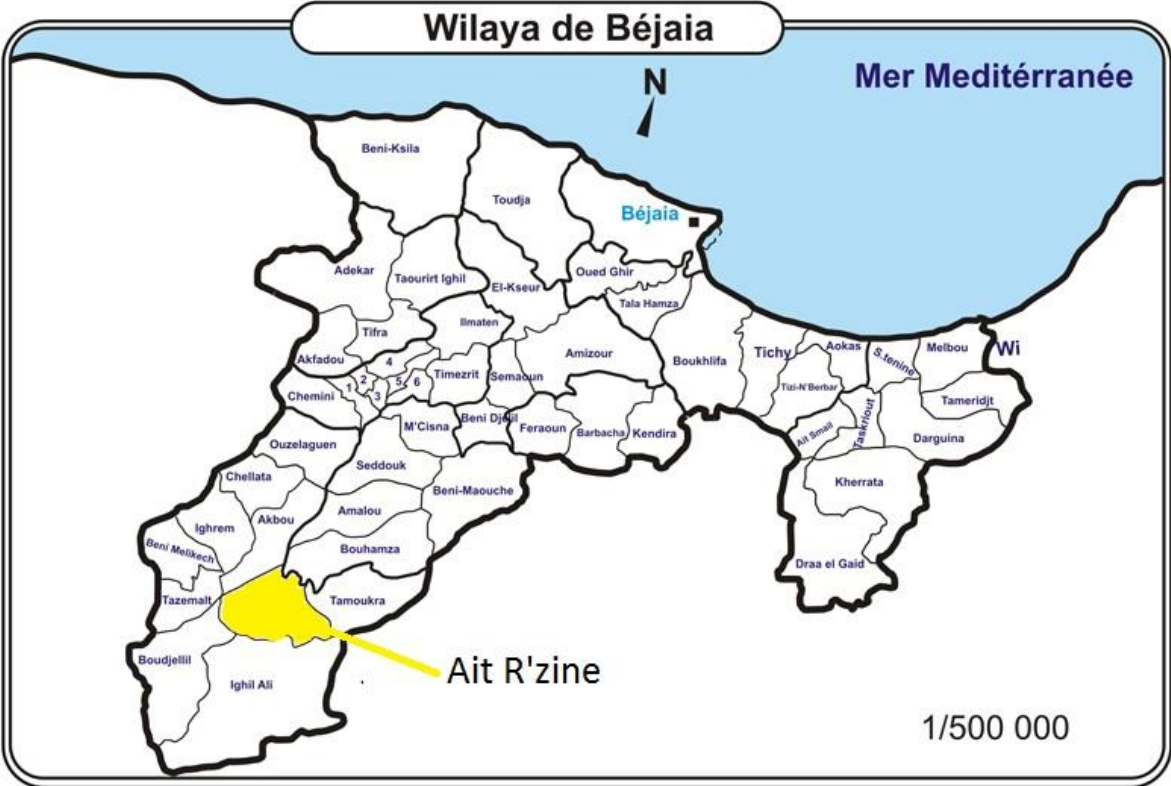 Wilaya de Béjaia
N
Mer Meditérranée
Beni-Ksila
Toudja
Béjaia
Adekar
Taourirt Ighil
El-Kseur
Oued Ghir
Tala Hamza
Tifra
Ilmaten
Akfadou
4
Amizour
Boukhlifa
Tichy
Aokas
S.tenine
Melbou
Wi
Chemini
1
2
3
5
6
Timezrit
Semaoun
Tizi-N'Berbar
Tameridjt
M'Cisna
Beni Djellil
Feraoun
Barbacha
Kendira
Ait Smail
Taskriout
Darguina
Ouzelaguen
Seddouk
Chellata
Beni-Maouche
Kherrata
Ighrem
Akbou
Amalou
Beni Melikech
Bouhamza
Draa el Gaid
Tazemalt
Tamoukra
Boudjellil
Ighil Ali
Ait R'zine
1/500 000